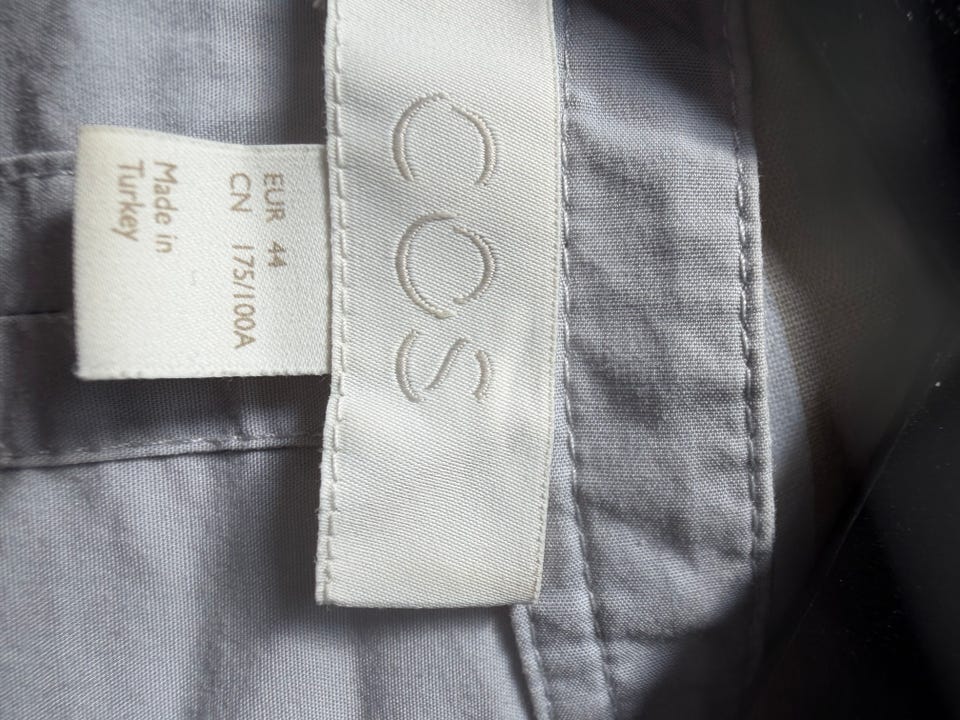 COS
EUR 44
CN 175/100A
Made in
Turkey